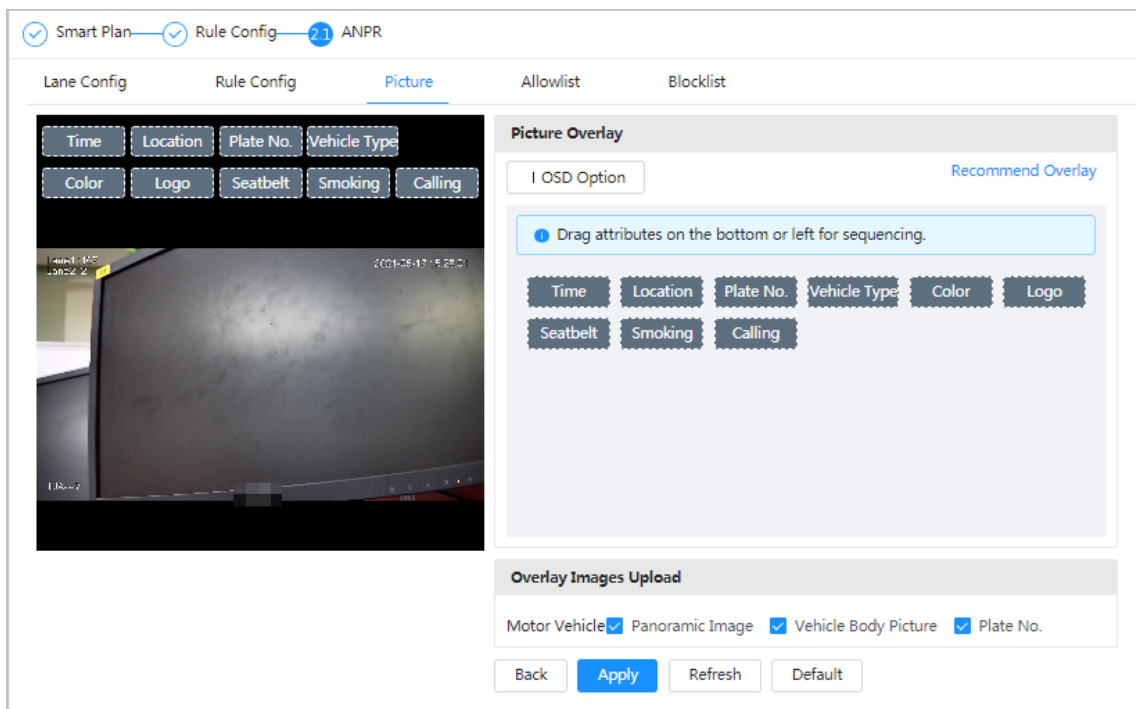 Smart Plan Rule Config 2.1 ANPR
Lane Config Rule Config Picture Allowlist Blocklist
Time Location Plate No. Vehicle Type
Color Logo Seatbelt Smoking Calling
Picture Overlay
I OSD Option Recommend Overlay
Drag attributes on the bottom or left for sequencing.
Time Location Plate No. Vehicle Type Color Logo
Seatbelt Smoking Calling
Overlay Images Upload
Motor Vehicle Panoramic Image Vehicle Body Picture Plate No.
Back Apply Refresh Default